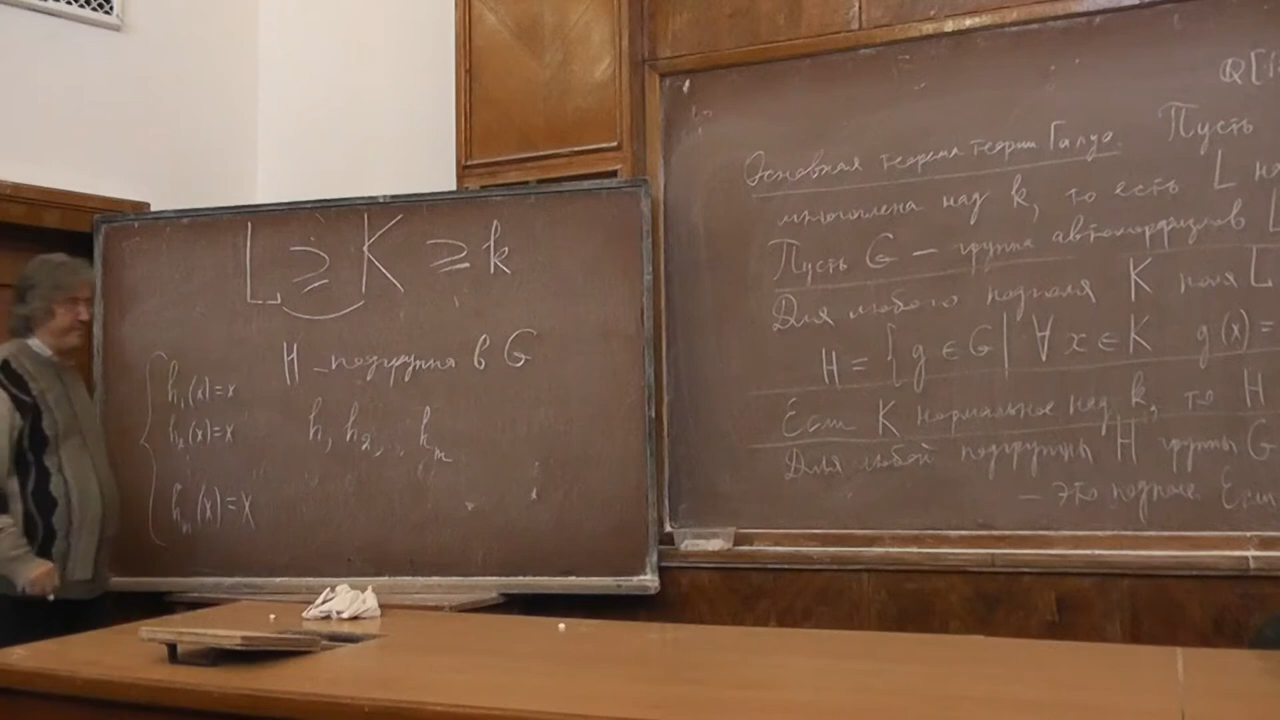 L ⊇ K ⊇ k
H – подгруппа в G
h₁(x)=x
h₂(x)=x
hₘ(x)=x
h, h₂, .. hₘ
Q[
Основная теорема теории Галуа. Пусть
многочлена над k, то есть L
Пусть G – группа автоморфизмов L
Для любого подполя K поля L
H = { g ∈ G | ∀ x ∈ K g(x) =
Если K нормальное над k, то H
Для любой подгруппы H группы G
– это подполе. Если